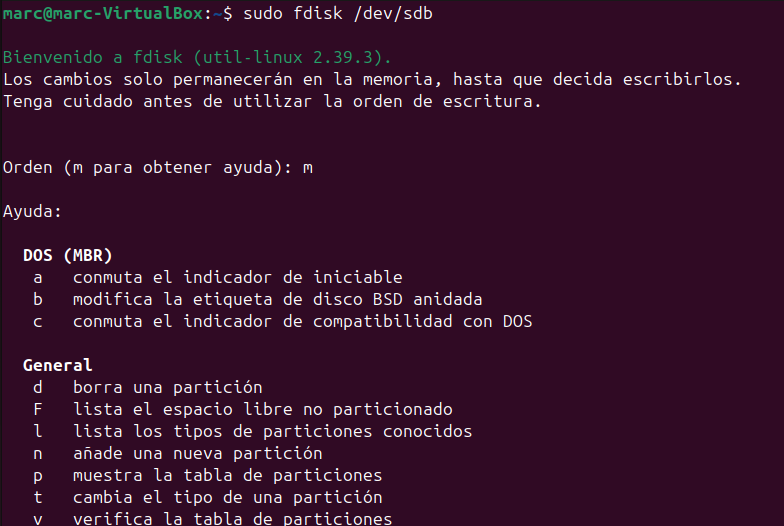 marc@marc-VirtualBox:~$ sudo fdisk /dev/sdb
Bienvenido a fdisk (util-linux 2.39.3).
Los cambios solo permanecerán en la memoria, hasta que decida escribirlos.
Tenga cuidado antes de utilizar la orden de escritura.
Orden (m para obtener ayuda): m
Ayuda:
DOS (MBR)
a conmuta el indicador de iniciable
b modifica la etiqueta de disco BSD anidada
c conmuta el indicador de compatibilidad con DOS
General
d borra una partición
F lista el espacio libre no particionado
l lista los tipos de particiones conocidos
n añade una nueva partición
p muestra la tabla de particiones
t cambia el tipo de una partición
v verifica la tabla de particiones